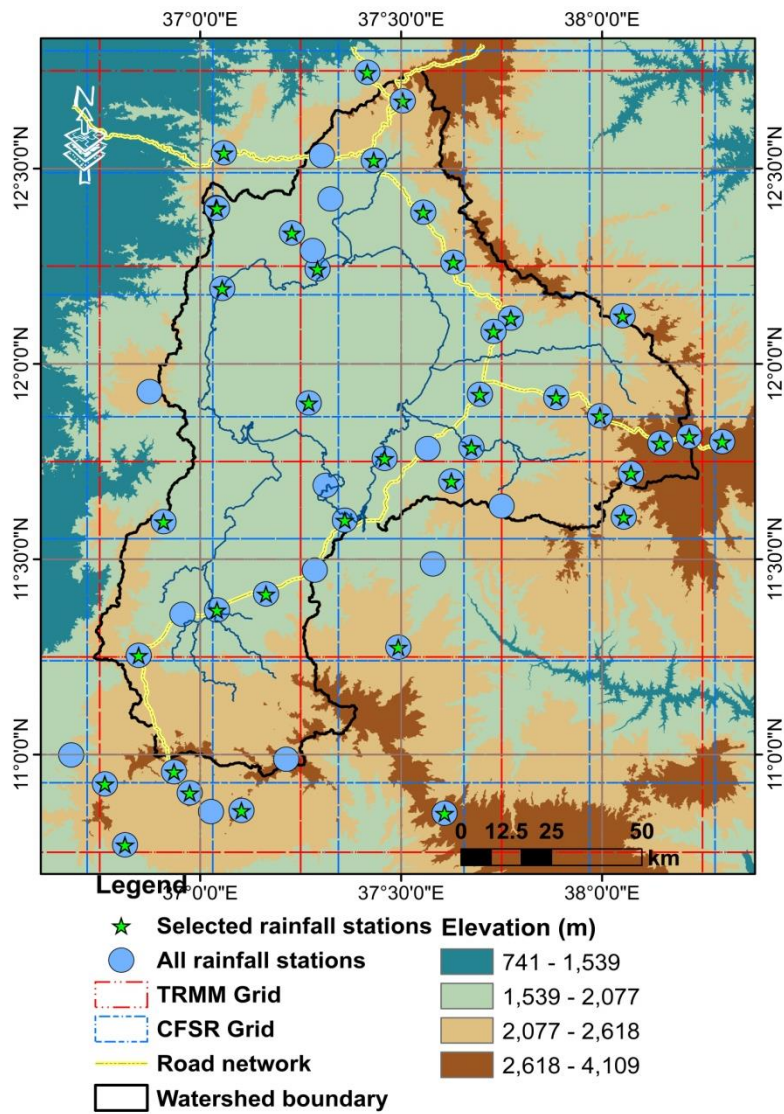 37°0'0"E 37°30'0"E 38°0'0"E
N
12°30'0"N 12°30'0"N
12°0'0"N 12°0'0"N
11°30'0"N 11°30'0"N
11°0'0"N 11°0'0"N
0 12.5 25 50
km
Legend
37°0'0"E 37°30'0"E 38°0'0"E
Selected rainfall stations Elevation (m)
All rainfall stations 741 - 1,539
TRMM Grid 1,539 - 2,077
CFSR Grid 2,077 - 2,618
Road network 2,618 - 4,109
Watershed boundary